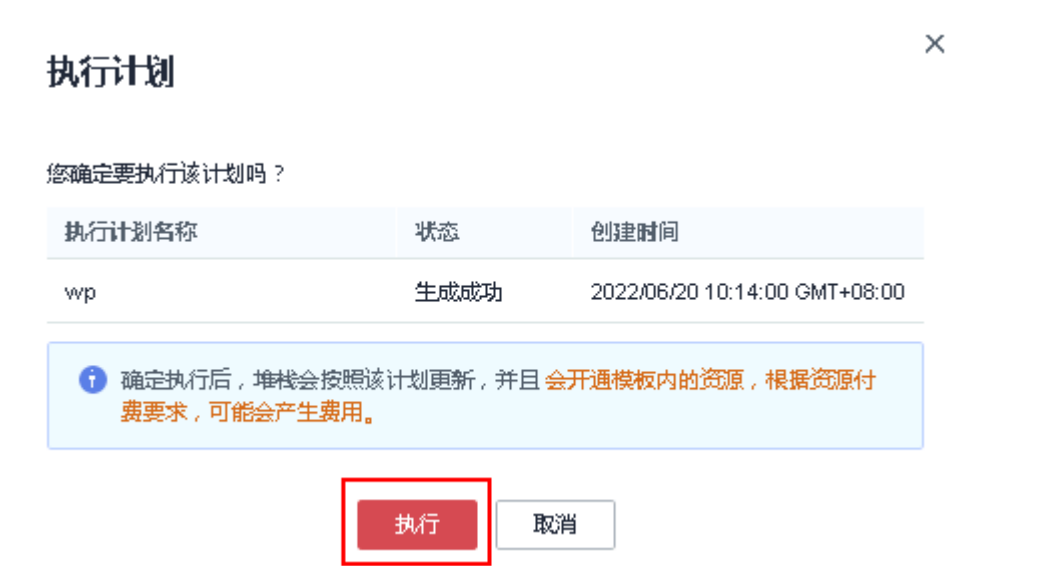 执行计划
您确定要执行该计划吗？
执行计划名称 状态 创建时间
wp 生成成功 2022/06/20 10:14:00 GMT+08:00
确定执行后，堆栈会按照该计划更新，并且会开通模板内的资源，根据资源付
费要求，可能会产生费用。
执行 取消